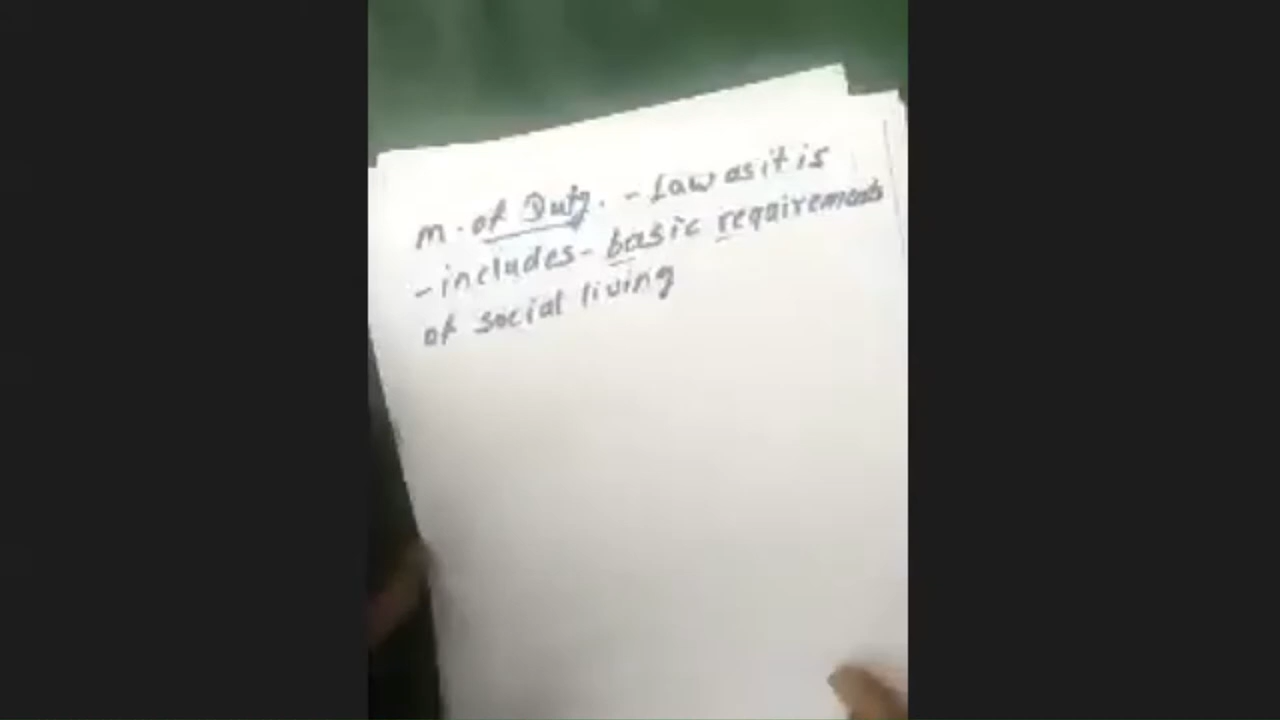 m. of Duty. - Law as it is
- includes - basic requirements
of social living